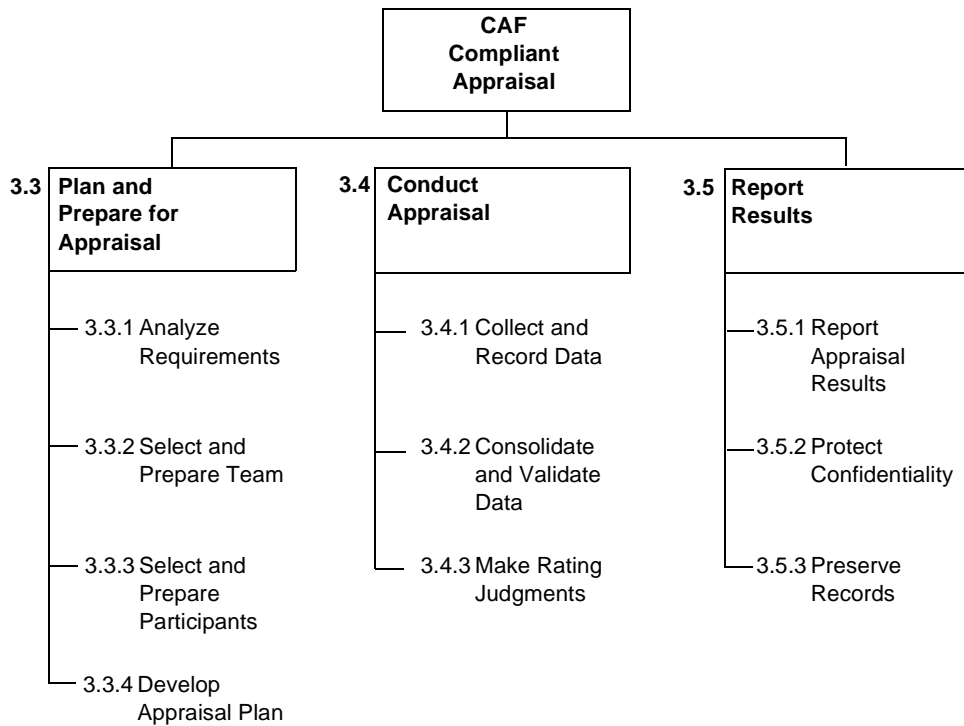 CAF
Compliant
Appraisal
3.3 Plan and
Prepare for
Appraisal
3.3.1 Analyze
Requirements
3.3.2 Select and
Prepare Team
3.3.3 Select and
Prepare
Participants
3.3.4 Develop
Appraisal Plan
3.4 Conduct
Appraisal
3.4.1 Collect and
Record Data
3.4.2 Consolidate
and Validate
Data
3.4.3 Make Rating
Judgments
3.5 Report
Results
3.5.1 Report
Appraisal
Results
3.5.2 Protect
Confidentiality
3.5.3 Preserve
Records